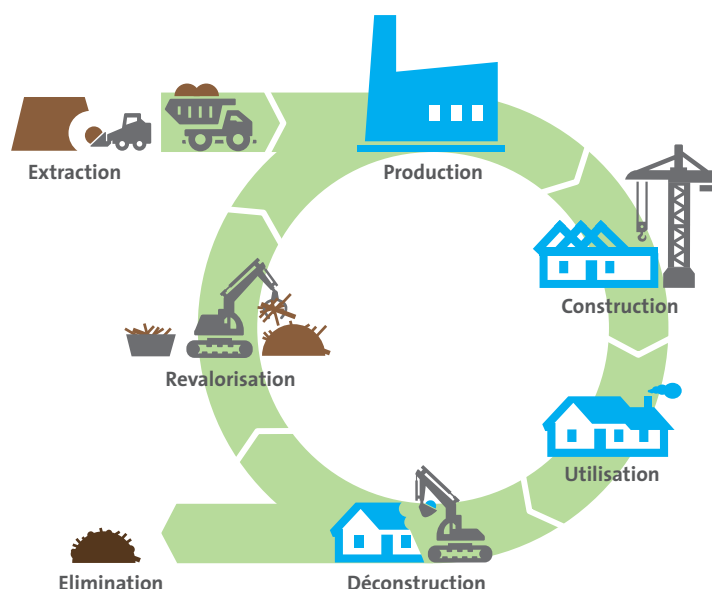 Extraction
Production
Construction
Revalorisation
Utilisation
Elimination
Déconstruction